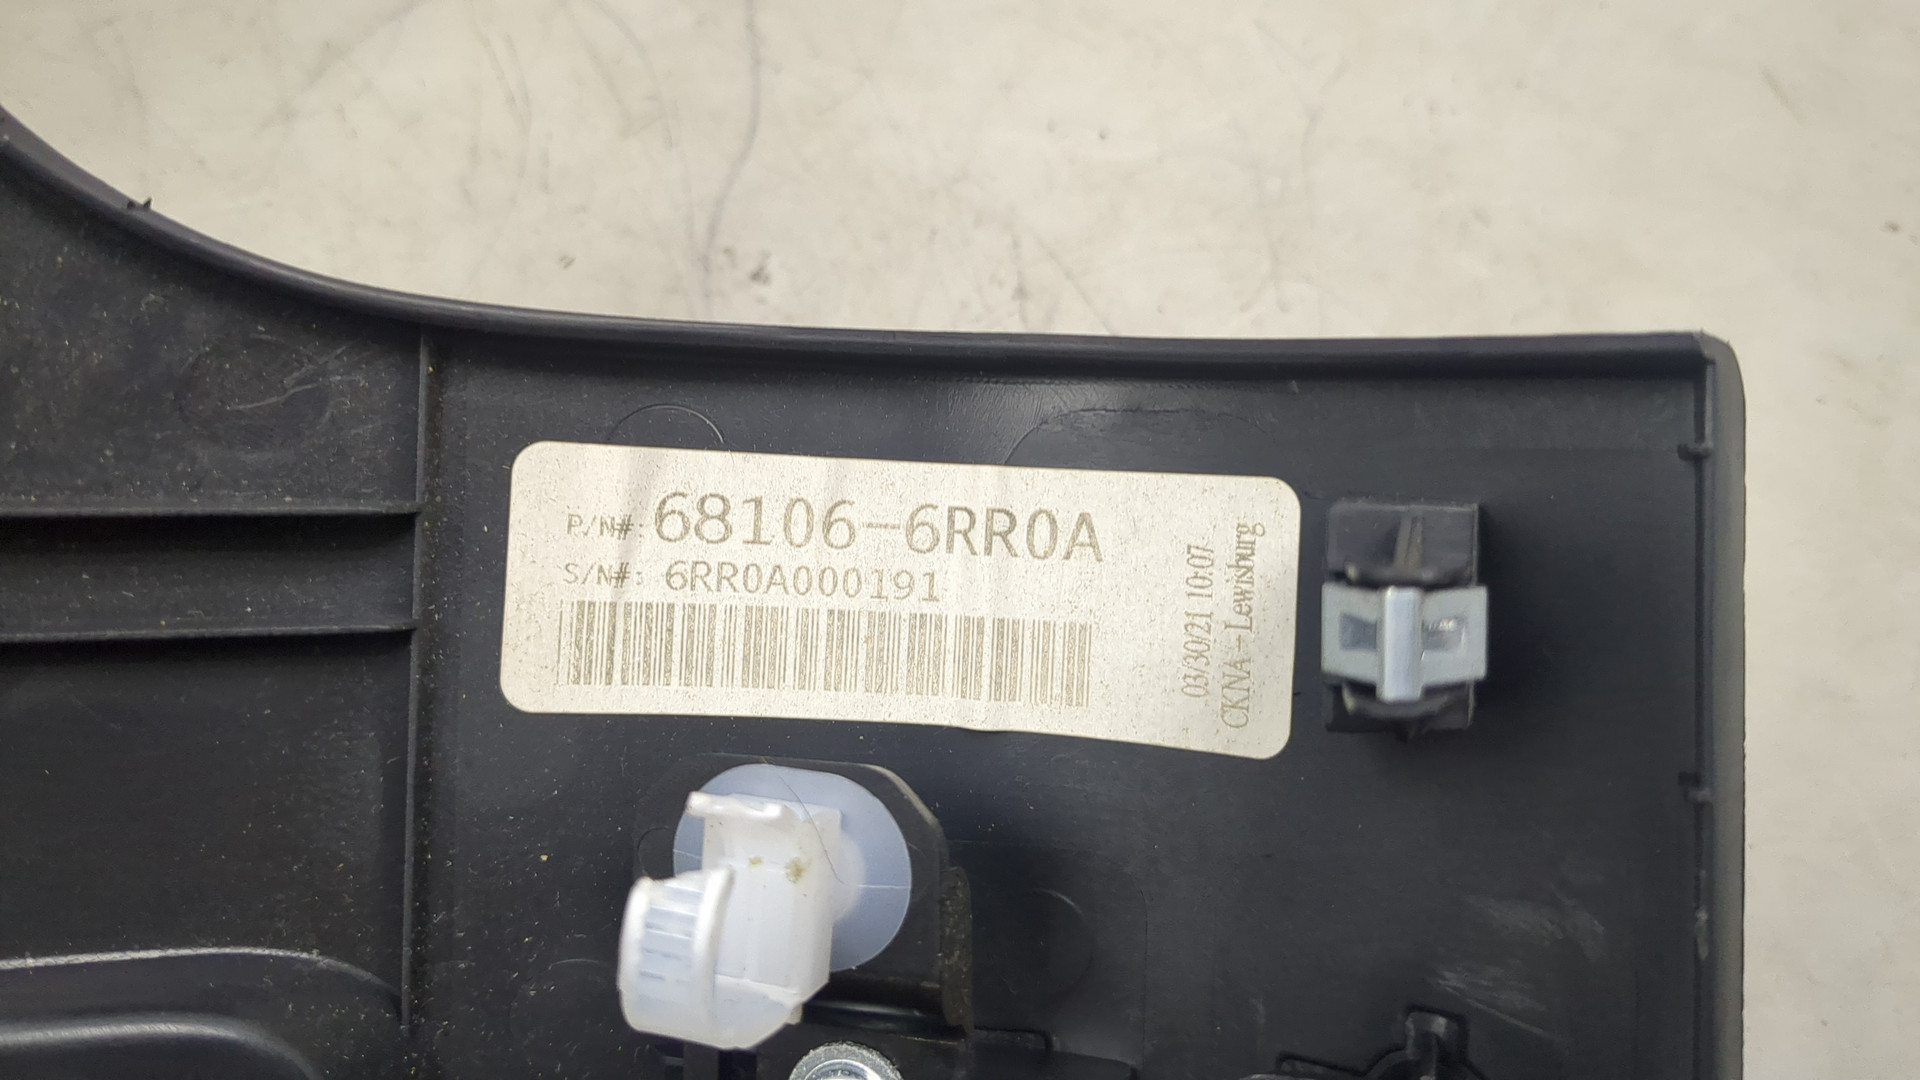 P/N#: 68106-6RR0A
S/N#: 6RR0A000191
03/30/21 10:07
CKNA-Lewisburg